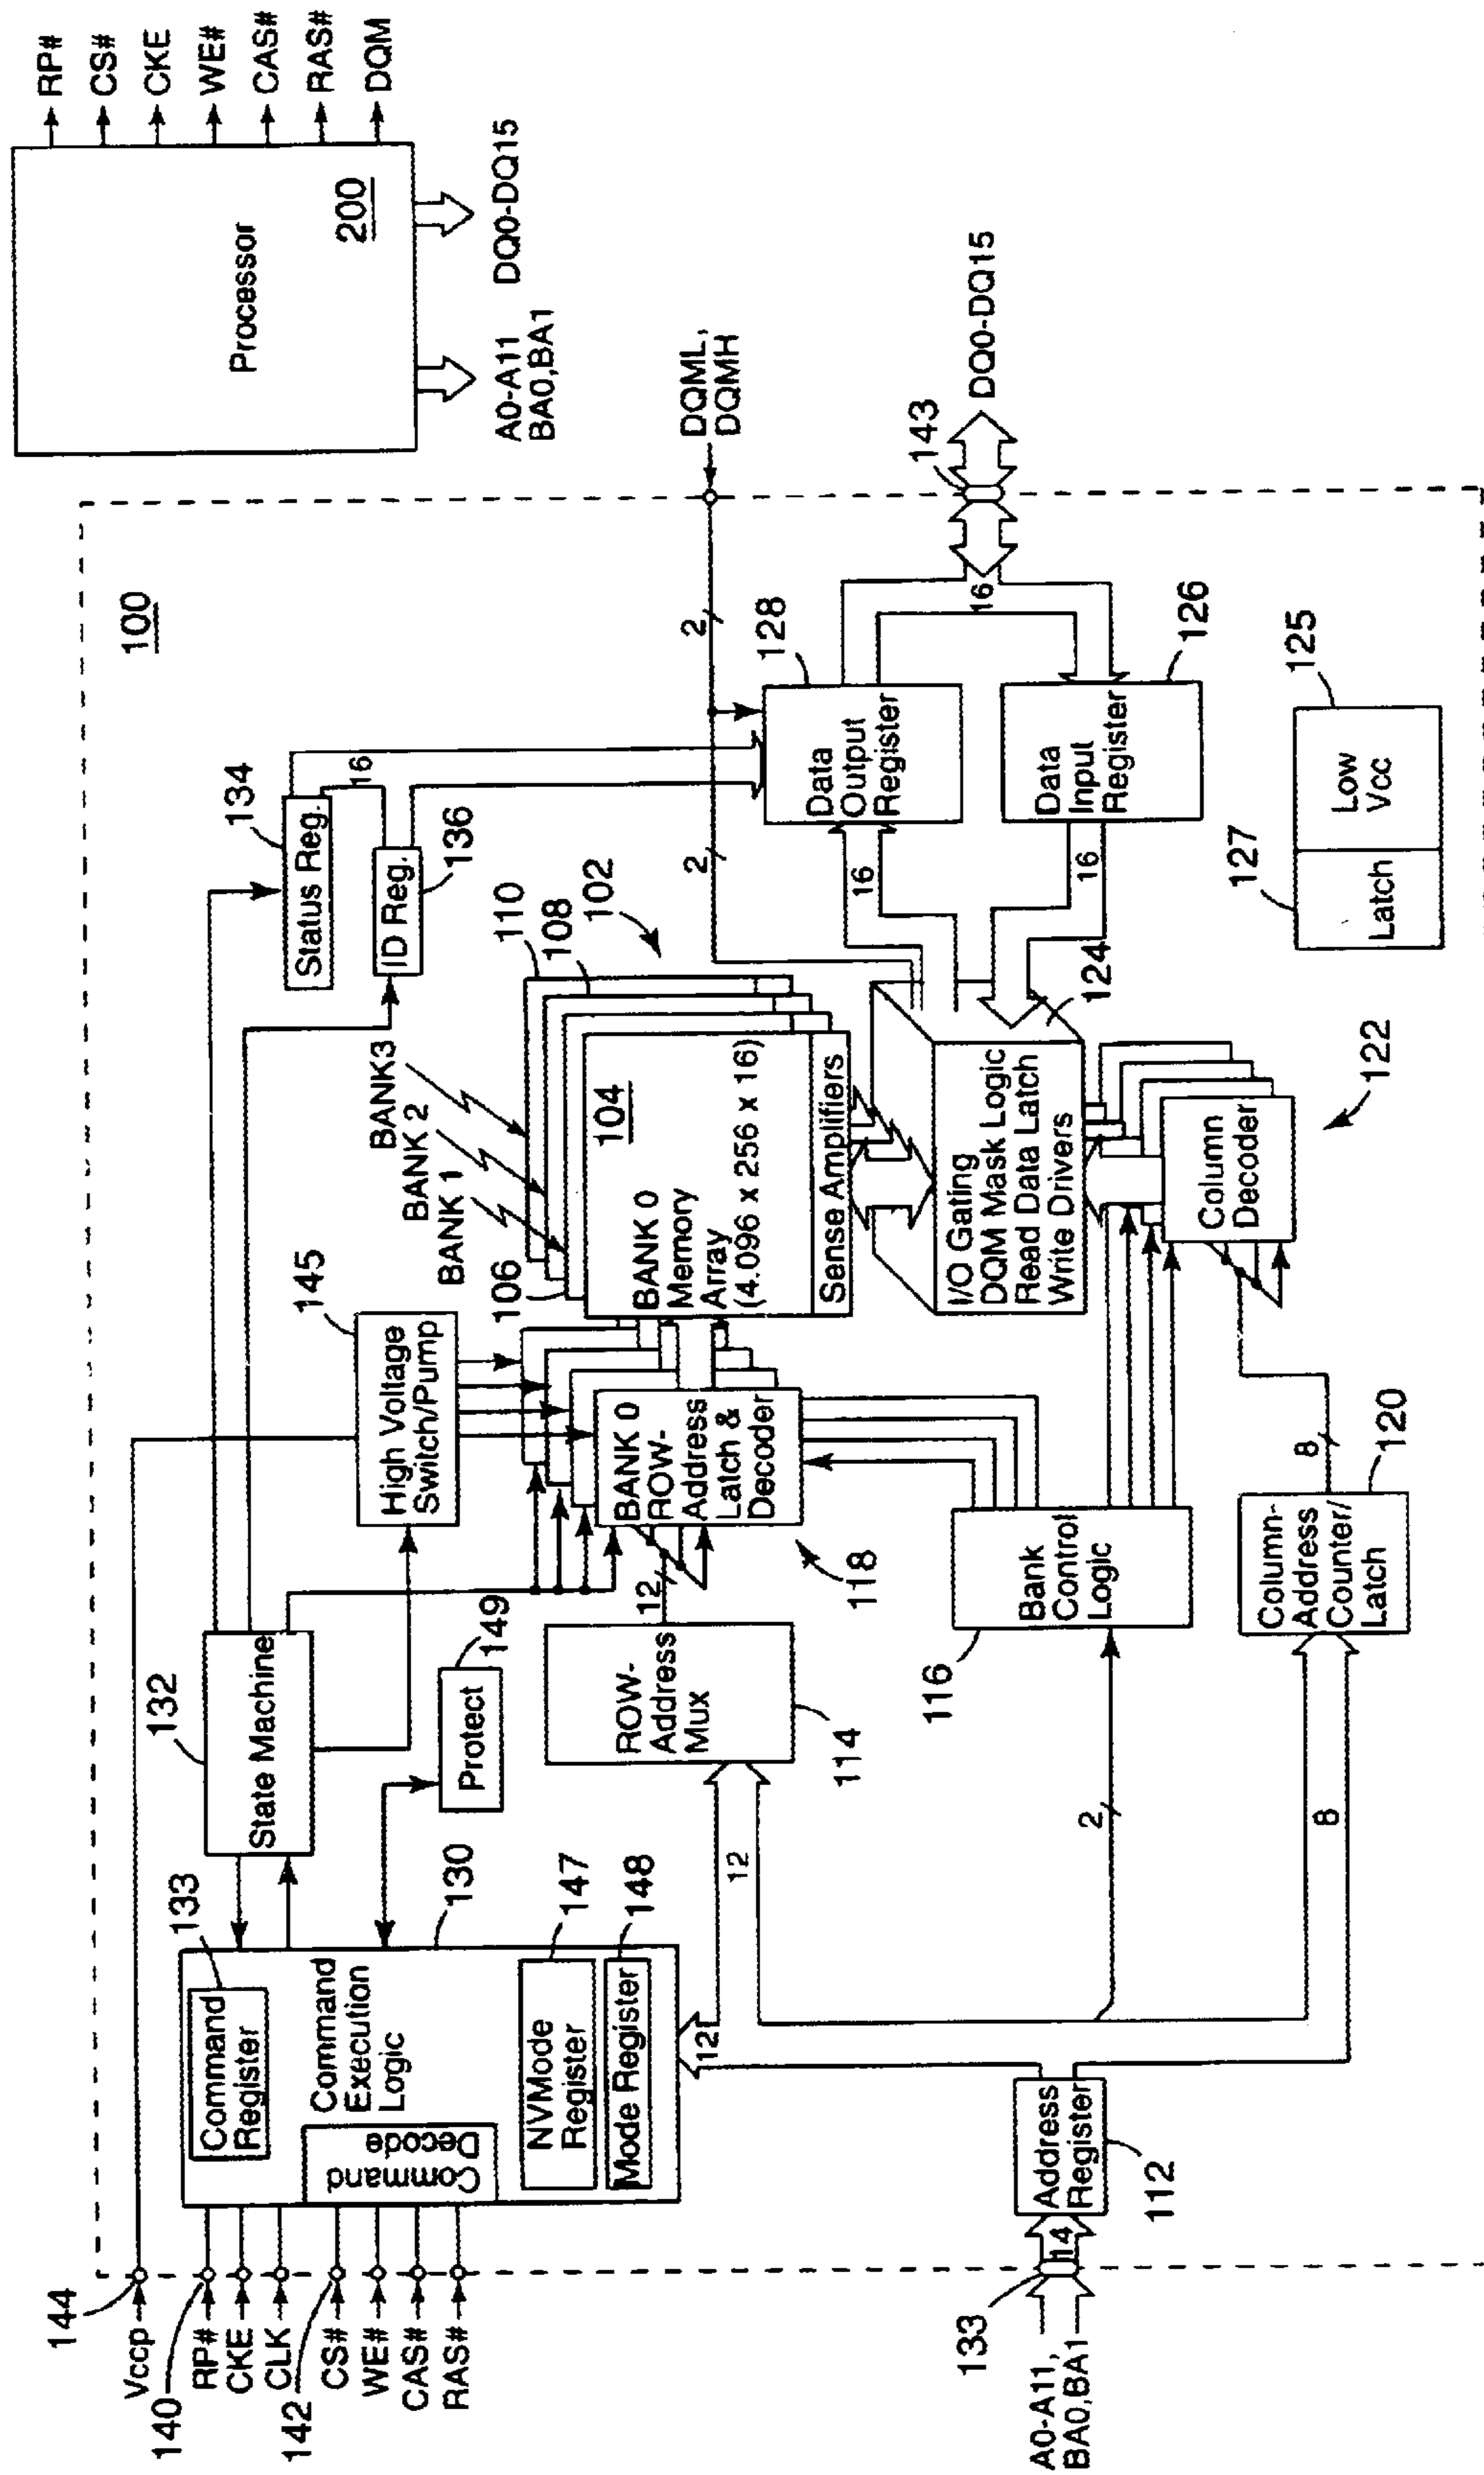 Processor
200
RP#
CS#
CKE
WE#
CAS#
RAS#
DQM
A0-A11
BA0,BA1
DQ0-DQ15
100
144
Vccp
RP#
140
CKE
CLK
CS#
142
WE#
CAS#
RAS#
133
Command
Register
Command
Execution
Logic
130
Command
Decode
NVMode
Register
147
Mode Register
148
132
State Machine
149
Protect
145
High Voltage
Switch/Pump
134
Status Reg.
16
ID Reg.
136
BANK3
BANK 2
BANK 1
110
108
102
106
104
BANK 0
Memory
Array
(4.096 x 256 x 16)
Sense Amplifiers
BANK 0
ROW-
Address
Latch &
Decoder
118
12
ROW-
Address
Mux
114
12
12
2
2
DQML,
DQMH
128
Data
Output
Register
16
16
143
DQ0-DQ15
126
Data
Input
Register
16
124
I/O Gating
DQM Mask Logic
Read Data Latch
Write Drivers
Column
Decoder
122
Bank
Control
Logic
116
2
Column-
Address
Counter/
Latch
120
8
8
Address
Register
112
14
133
A0-A11,
BA0,BA1
127
Latch
Low
Vcc
125